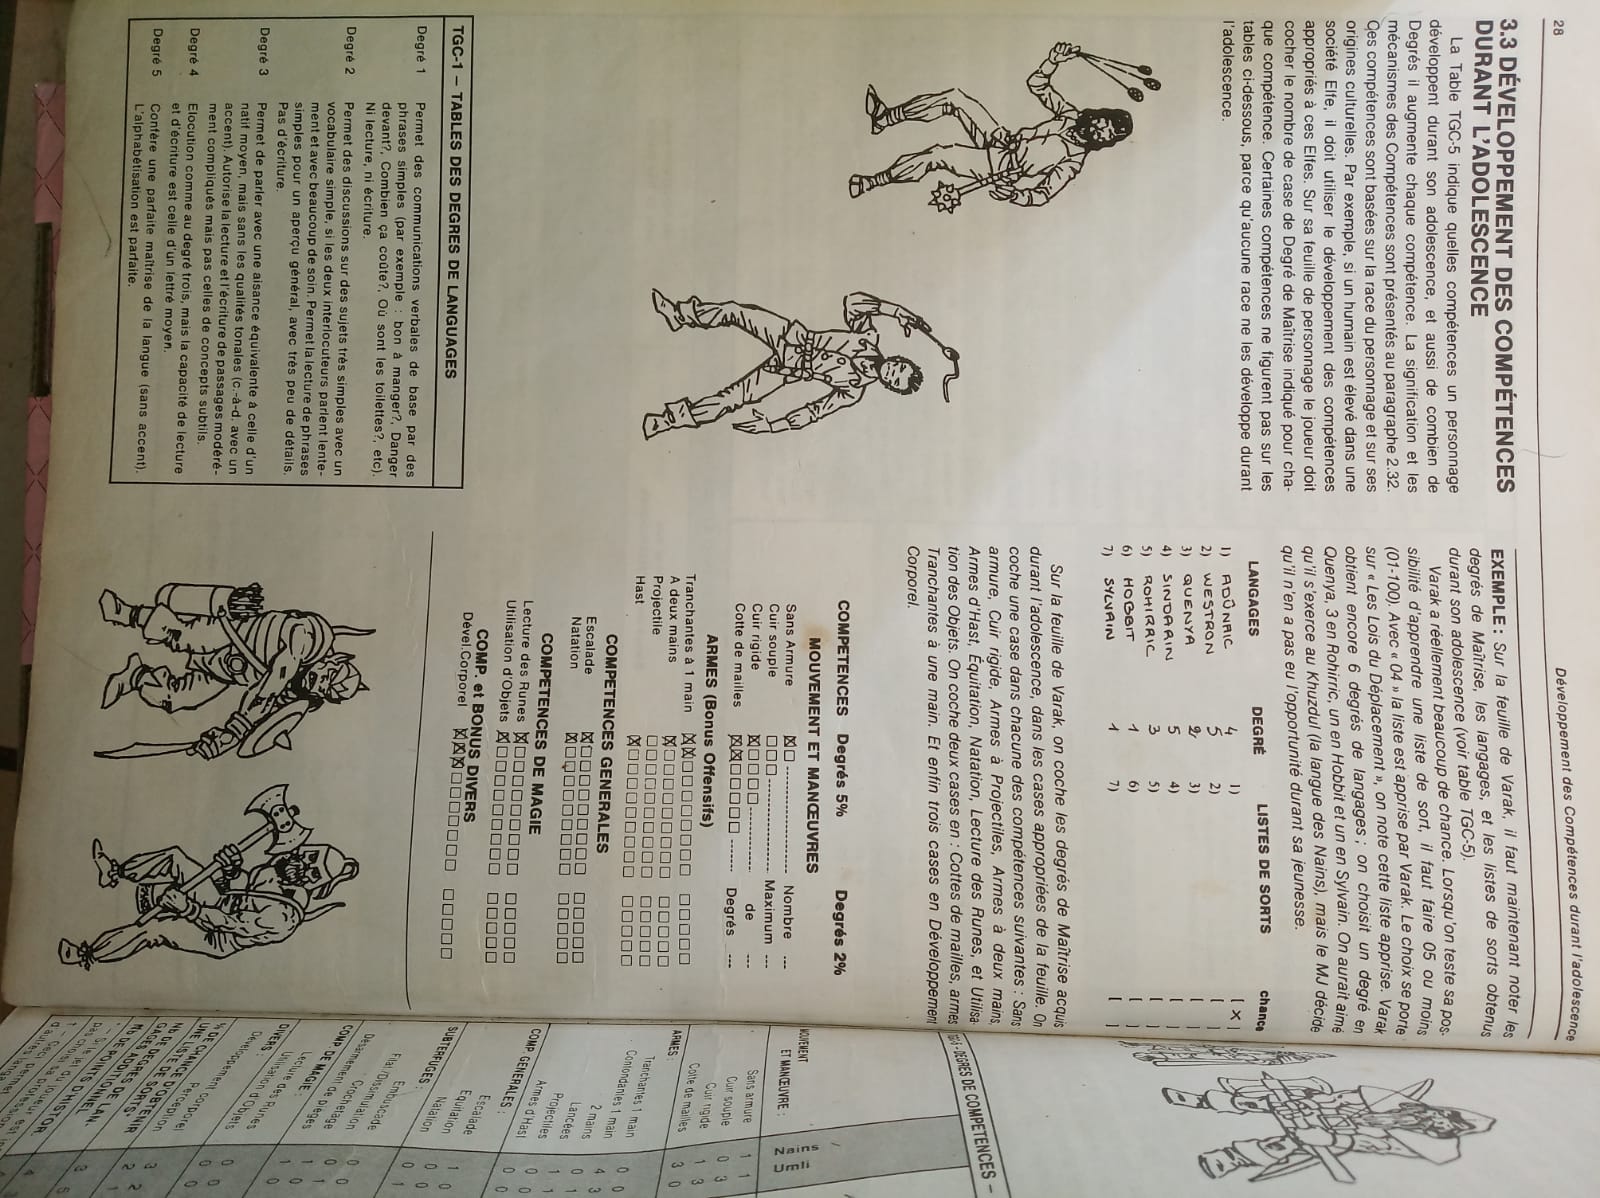 28
Développement des Compétences durant l'adolescence
3.3 DÉVELOPPEMENT DES COMPÉTENCES
DURANT L'ADOLESCENCE
La Table TGC-5 indique quelles compétences un personnage
développent durant son adolescence, et aussi de combien de
Degrés il augmente chaque compétence. La signification et les
mécanismes des Compétences sont présentés au paragraphe 2.32.
Ces compétences sont basées sur la race du personnage et sur ses
origines culturelles. Par exemple, si un humain est élevé dans une
société Elfe, il doit utiliser le développement des compétences
appropriés à ces Elfes. Sur sa feuille de personnage le joueur doit
cocher le nombre de case de Degré de Maîtrise indiqué pour cha-
que compétence. Certaines compétences ne figurent pas sur les
tables ci-dessous, parce qu'aucune race ne les développe durant
l'adolescence.
TGC-1 – TABLES DES DEGRES DE LANGUAGES
Degré 1 Permet des communications verbales de base par des
phrases simples (par exemple : bon à manger?, Danger
devant?, Combien ça coûte?, Où sont les toilettes?, etc).
Ni lecture, ni écriture.
Degré 2 Permet des discussions sur des sujets très simples avec un
vocabulaire simple, si les deux interlocuteurs parlent lente-
ment et avec beaucoup de soin. Permet la lecture de phrases
simples pour un aperçu général, avec très peu de détails.
Pas d'écriture.
Degré 3 Permet de parler avec une aisance équivalente à celle d'un
natif moyen, mais sans les qualités tonales (c.-à-d. avec un
accent). Autorise la lecture et l'écriture de passages modéré-
ment compliqués mais pas celles de concepts subtils.
Degré 4 Elocution comme au degré trois, mais la capacité de lecture
et d'écriture est celle d'un lettré moyen.
Degré 5 Confère une parfaite maîtrise de la langue (sans accent).
L'alphabétisation est parfaite.
EXEMPLE : Sur la feuille de Varak, il faut maintenant noter les
degrés de Maîtrise, les langages, et les listes de sorts obtenus
durant son adolescence (voir table TGC-5).
Varak a réellement beaucoup de chance. Lorsqu'on teste sa pos-
sibilité d'apprendre une liste de sort, il faut faire 05 ou moins
(01-100). Avec « 04 » la liste est apprise par Varak. Le choix se porte
sur « Les Lois du Déplacement », on note cette liste apprise. Varak
obtient encore 6 degrés de langages ; on choisit un degré en
Quenya, 3 en Rohirric, un en Hobbit et un en Sylvain. On aurait aimé
qu'il s'exerce au Khuzdul (la langue des Nains), mais le MJ décide
qu'il n'en a pas eu l'opportunité durant sa jeunesse.
LANGAGES DEGRÉ LISTES DE SORTS chance
1) ADÛNAIC 4 1) [ X ]
2) WESTRON 5 2) [ ]
3) QUENYA 2 3) [ ]
4) SINDARIN 5 4) [ ]
5) ROHIRRIC 3 5) [ ]
6) HOBBIT 1 6) [ ]
7) SYLVAIN 1 7) [ ]
Sur la feuille de Varak, on coche les degrés de Maîtrise acquis
durant l'adolescence, dans les cases appropriées de la feuille. On
coche une case dans chacune des compétences suivantes : Sans
armure, Cuir rigide, Armes à Projectiles, Armes à deux mains,
Armes d'Hast, Équitation, Natation, Lecture des Runes, et Utilisa-
tion des Objets. On coche deux cases en : Cottes de mailles, armes
Tranchantes à une main. Et enfin trois cases en Développement
Corporel.
COMPETENCES Degrés 5% Degrés 2%
MOUVEMENT ET MANŒUVRES
Sans Armure Nombre ---
Cuir souple Maximum ---
Cuir rigide de ---
Cotte de mailles Degrés ---
ARMES (Bonus Offensifs)
Tranchantes à 1 main
A deux mains
Projectile
Hast
COMPETENCES GENERALES
Escalade
Natation
COMPETENCES DE MAGIE
Lecture des Runes
Utilisation d'Objets
COMP. et BONUS DIVERS
Dével.Corporel
TGC-5 - DEGRES DE COMPETENCES –
Nains
Umli
MOUVEMENT
ET MANŒUVRE :
Sans armure 1 1
Cuir souple 0 3
Cuir rigide 1 3
Cotte de mailles 3 0
ARMES :
Tranchantes 1 main 0 0
Contondantes 1 main 4 3
2 mains 0 1
Lancées 1 1
Projectiles 0 0
Armes d'Hast 0 0
COMP. GENERALES :
Escalade 1 0
Equitation 0 0
Natation 0 1
SUBTERFUGES :
Embuscade 0 0
Filat./Dissimulation 0 1
Crochetage 1 0
Désarmement de pièges 1 0
COMP. DE MAGIE :
Lecture des Runes 0 0
Utilisation d'Objets 0 0
DIVERS :
Développement corporel 3 2
Perception 2 1
% DE CHANCE D'OBTENIR
UNE LISTE DE SORTS*
Nb DE DEGRES DE LAN-
GAGES ADDITIONNEL
Nb DE POINTS D'HISTOR.
* – Si le jet du joueur est
pas choisi sa profession
† – Ceci permet
d'autres